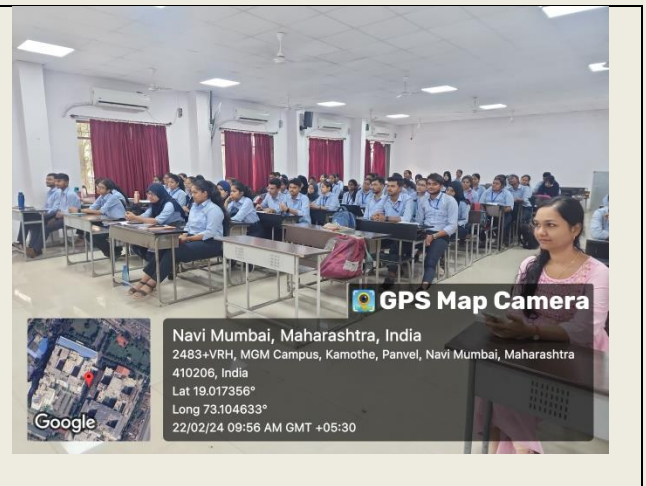 GPS Map Camera
Navi Mumbai, Maharashtra, India
2483+VRH, MGM Campus, Kamothe, Panvel, Navi Mumbai, Maharashtra
410206, India
Lat 19.017356°
Long 73.104633°
22/02/24 09:56 AM GMT +05:30
Google